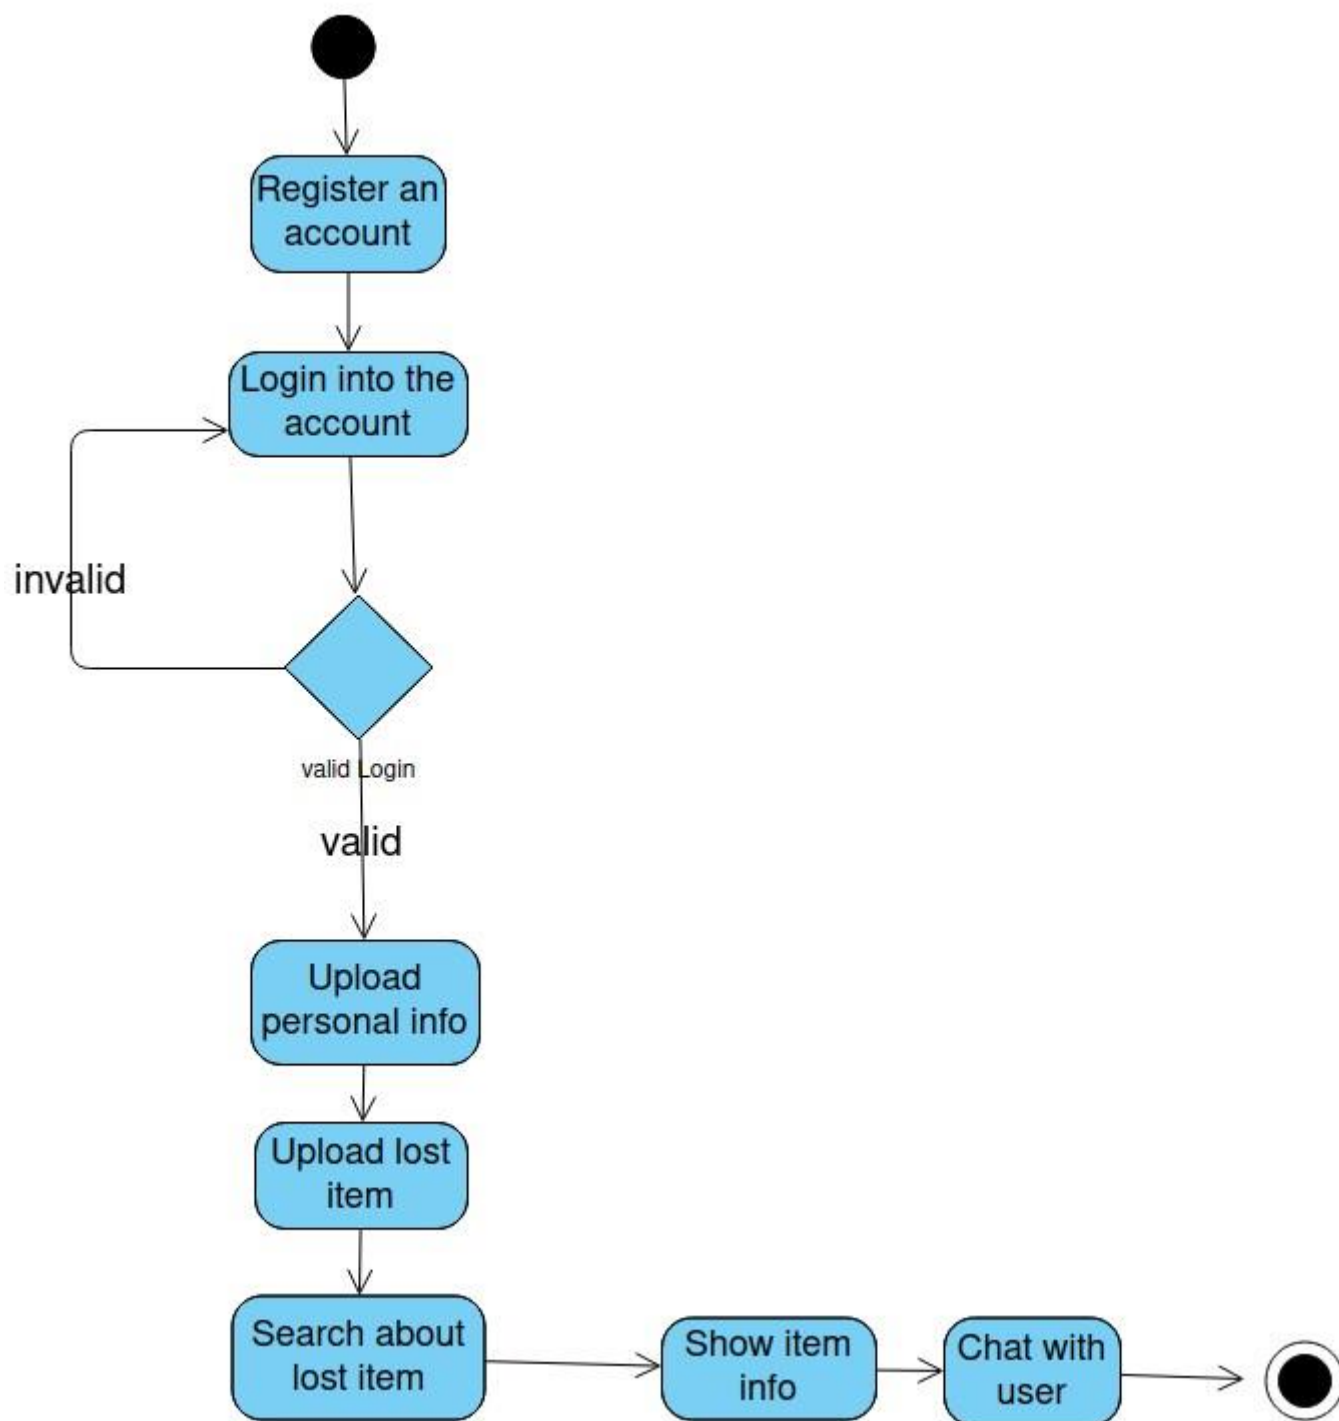 Register an
account
Login into the
account
invalid
valid Login
valid
Upload
personal info
Upload lost
item
Search about
lost item
Show item
info
Chat with
user